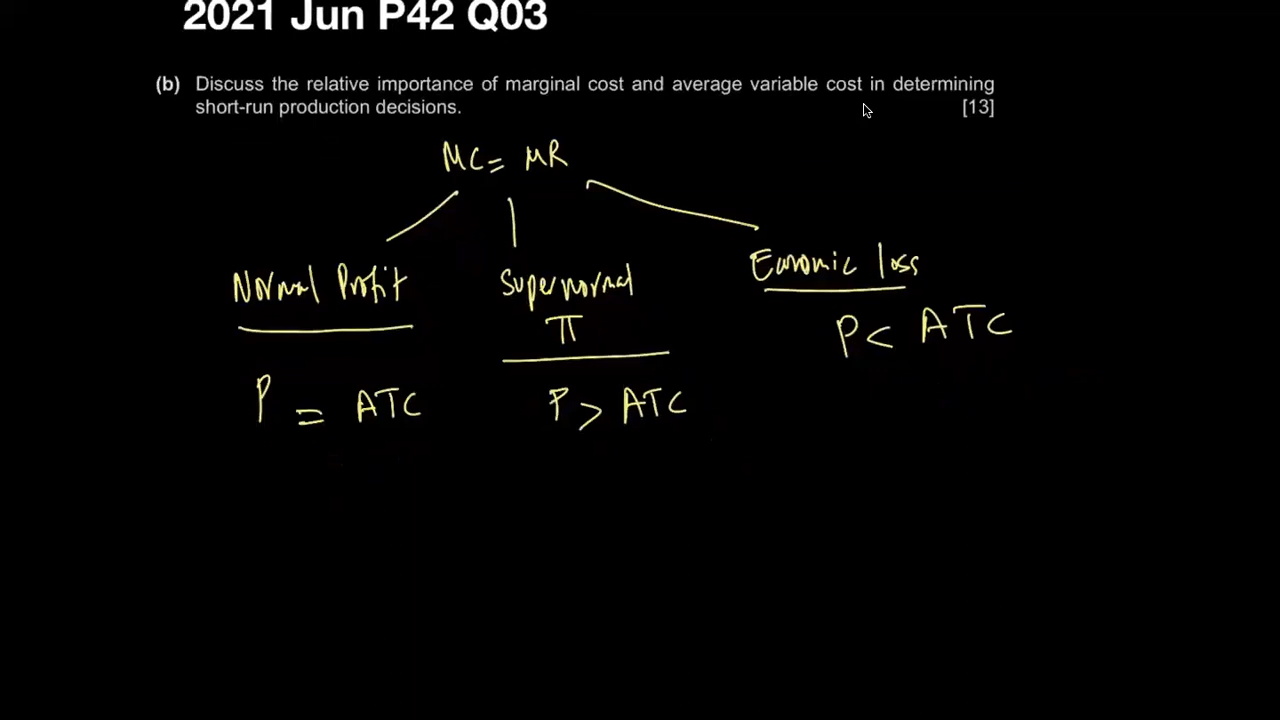 2021 Jun P42 Q03
(b) Discuss the relative importance of marginal cost and average variable cost in determining
short-run production decisions. [13]
MC = MR
Normal Profit
Supernormal
π
Economic loss
P < ATC
P = ATC
P > ATC